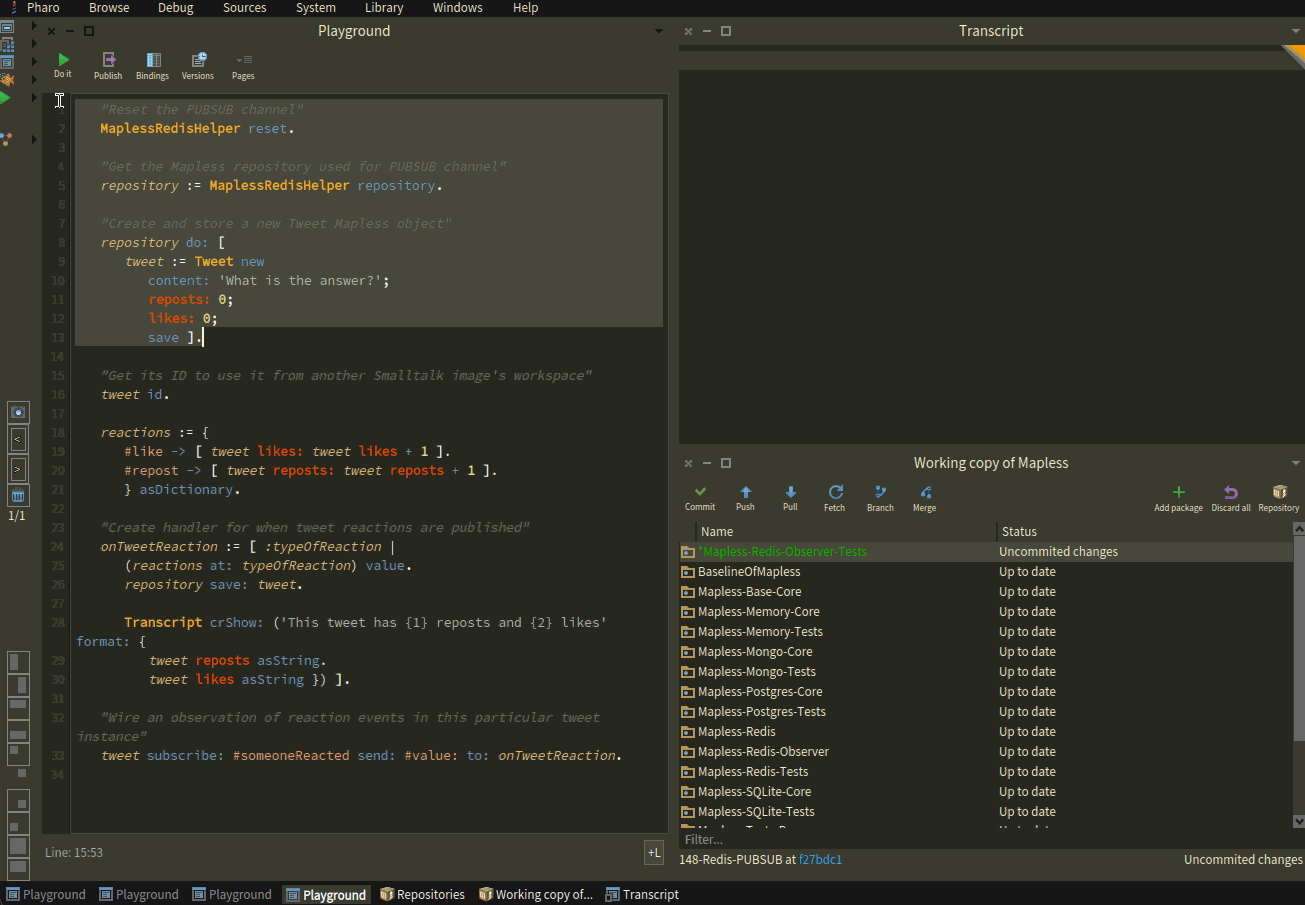 Pharo Browse Debug Sources System Library Windows Help
Playground
Do it Publish Bindings Versions Pages
1 "Reset the PUBSUB channel"
2 MaplessRedisHelper reset.
3
4 "Get the Mapless repository used for PUBSUB channel"
5 repository := MaplessRedisHelper repository.
6
7 "Create and store a new Tweet Mapless object"
8 repository do: [
9 tweet := Tweet new
10 content: 'What is the answer?';
11 reposts: 0;
12 likes: 0;
13 save ].
14
15 "Get its ID to use it from another Smalltalk image's workspace"
16 tweet id.
17
18 reactions := {
19 #like -> [ tweet likes: tweet likes + 1 ].
20 #repost -> [ tweet reposts: tweet reposts + 1 ].
21 } asDictionary.
22
23 "Create handler for when tweet reactions are published"
24 onTweetReaction := [ :typeOfReaction |
25 (reactions at: typeOfReaction) value.
26 repository save: tweet.
27
28 Transcript crShow: ('This tweet has {1} reposts and {2} likes'
format: {
29 tweet reposts asString.
30 tweet likes asString }) ].
31
32 "Wire an observation of reaction events in this particular tweet
instance"
33 tweet subscribe: #someoneReacted send: #value: to: onTweetReaction.
34
Line: 15:53
+L
<
>
1/1
Transcript
Working copy of Mapless
Commit Push Pull Fetch Branch Merge Add package Discard all Repository
Name Status
*Mapless-Redis-Observer-Tests Uncommited changes
BaselineOfMapless Up to date
Mapless-Base-Core Up to date
Mapless-Memory-Core Up to date
Mapless-Memory-Tests Up to date
Mapless-Mongo-Core Up to date
Mapless-Mongo-Tests Up to date
Mapless-Postgres-Core Up to date
Mapless-Postgres-Tests Up to date
Mapless-Redis Up to date
Mapless-Redis-Observer Up to date
Mapless-Redis-Tests Up to date
Mapless-SQLite-Core Up to date
Mapless-SQLite-Tests Up to date
Filter...
148-Redis-PUBSUB at f27bdc1 Uncommited changes
Playground Playground Playground Playground Repositories Working copy of... Transcript